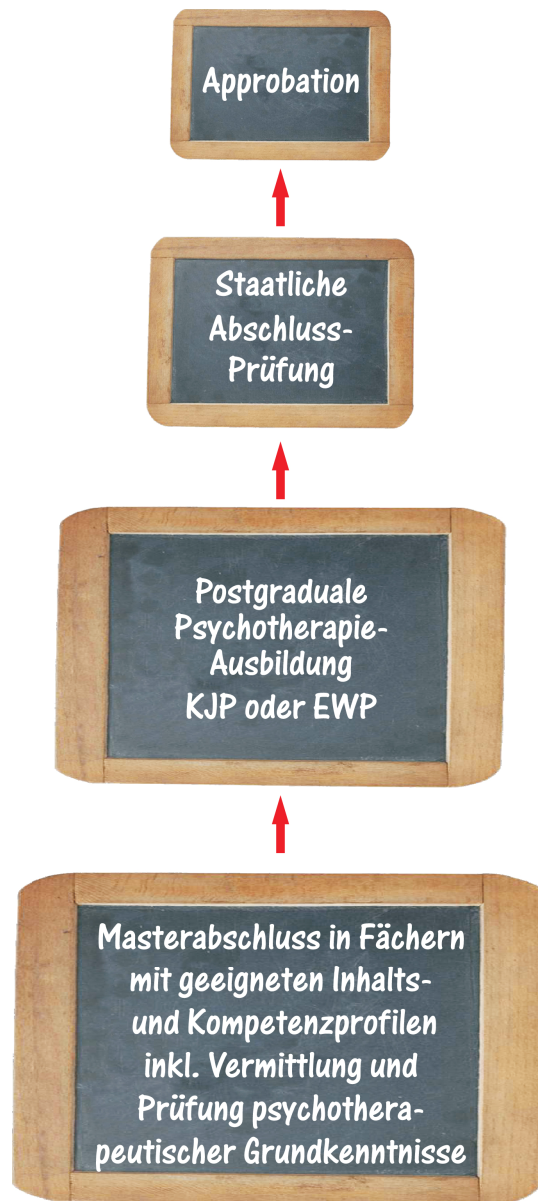 Approbation
Staatliche
Abschluss-
Prüfung
Postgraduale
Psychotherapie-
Ausbildung
KJP oder EWP
Masterabschluss in Fächern
mit geeigneten Inhalts-
und Kompetenzprofilen
inkl. Vermittlung und
Prüfung psychothera-
peutischer Grundkenntnisse